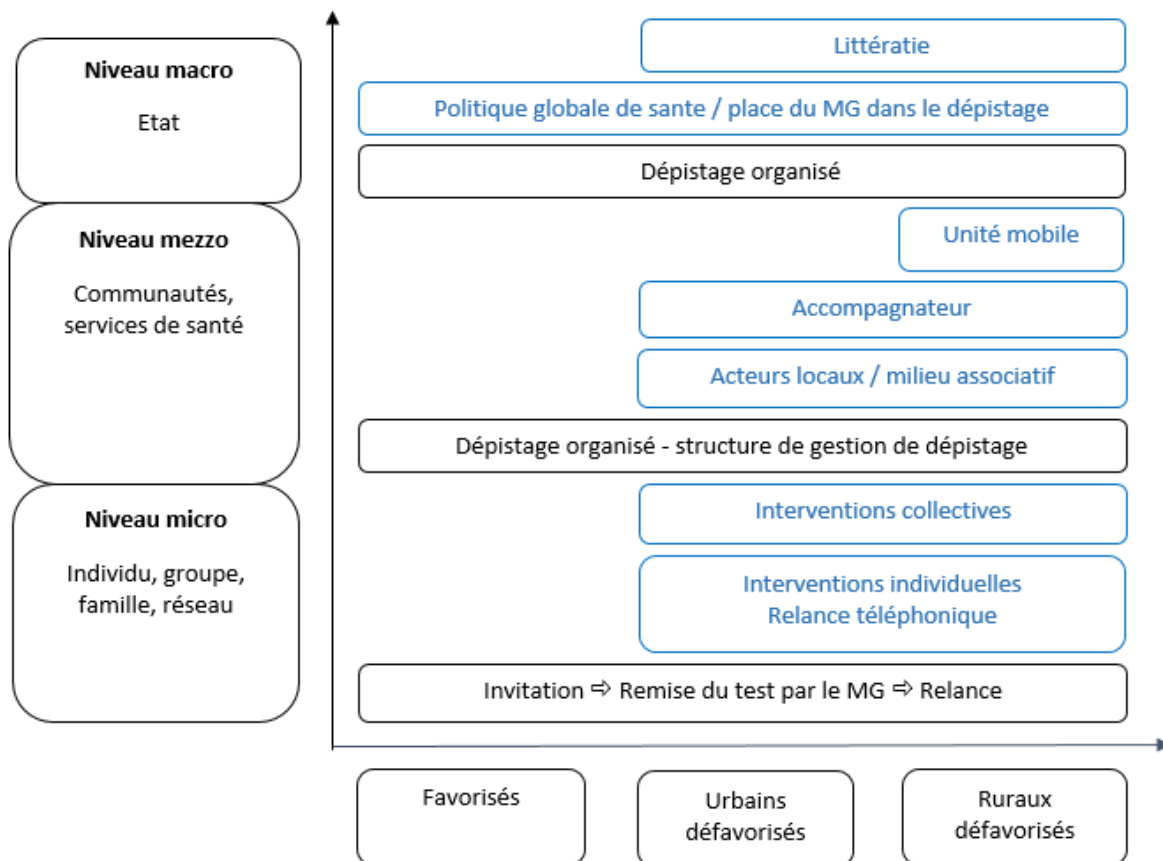 Niveau macro
Etat
Littératie
Politique globale de sante / place du MG dans le dépistage
Dépistage organisé
Niveau mezzo
Communautés,
services de santé
Unité mobile
Accompagnateur
Acteurs locaux / milieu associatif
Dépistage organisé - structure de gestion de dépistage
Niveau micro
Individu, groupe,
famille, réseau
Interventions collectives
Interventions individuelles
Relance téléphonique
Invitation ⇨ Remise du test par le MG ⇨ Relance
Favorisés
Urbains
défavorisés
Ruraux
défavorisés